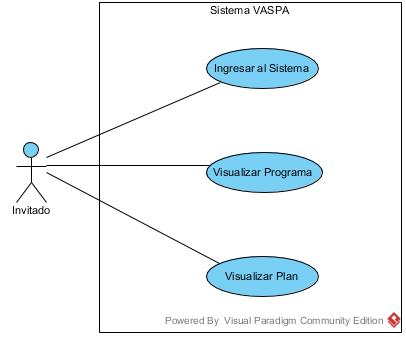 Sistema VASPA
Ingresar al Sistema
Visualizar Programa
Invitado
Visualizar Plan
Powered By Visual Paradigm Community Edition